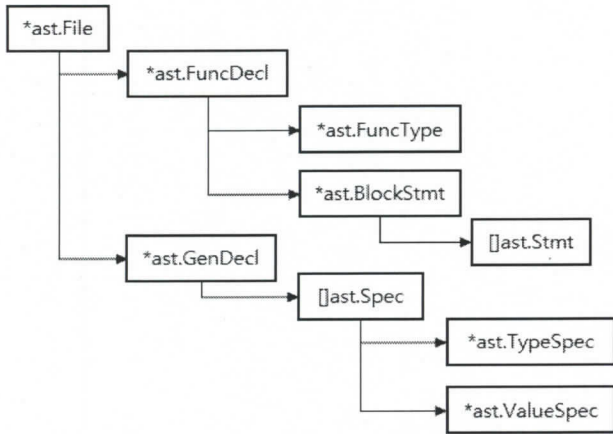 *ast.File
*ast.FuncDecl
*ast.FuncType
*ast.BlockStmt
[]ast.Stmt
*ast.GenDecl
[]ast.Spec
*ast.TypeSpec
*ast.ValueSpec